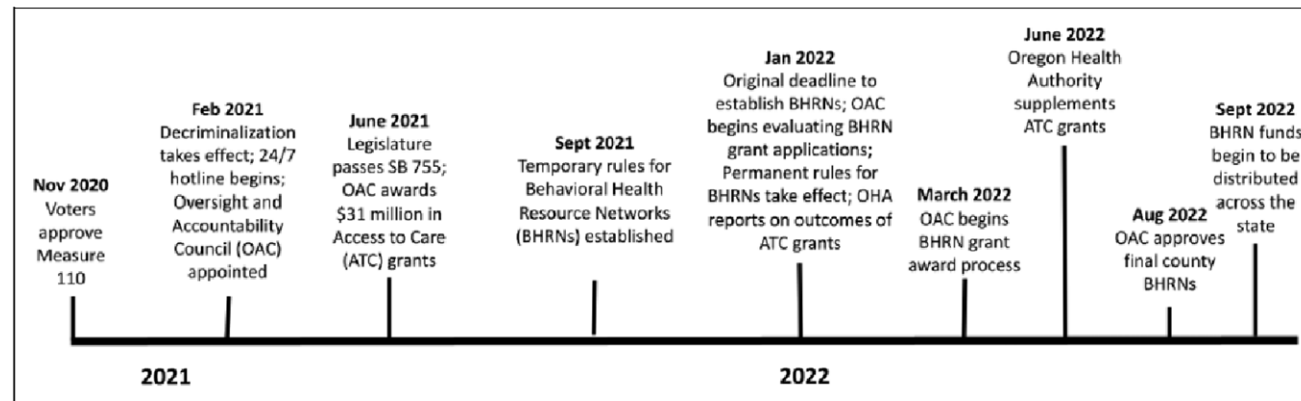 Nov 2020
Voters
approve
Measure
110
Feb 2021
Decriminalization
takes effect; 24/7
hotline begins;
Oversight and
Accountability
Council (OAC)
appointed
June 2021
Legislature
passes SB 755;
OAC awards
$31 million in
Access to Care
(ATC) grants
Sept 2021
Temporary rules for
Behavioral Health
Resource Networks
(BHRNs) established
Jan 2022
Original deadline to
establish BHRNs; OAC
begins evaluating BHRN
grant applications;
Permanent rules for
BHRNs take effect; OHA
reports on outcomes of
ATC grants
March 2022
OAC begins
BHRN grant
award process
June 2022
Oregon Health
Authority
supplements
ATC grants
Aug 2022
OAC approves
final county
BHRNs
Sept 2022
BHRN funds
begin to be
distributed
across the
state
2021
2022